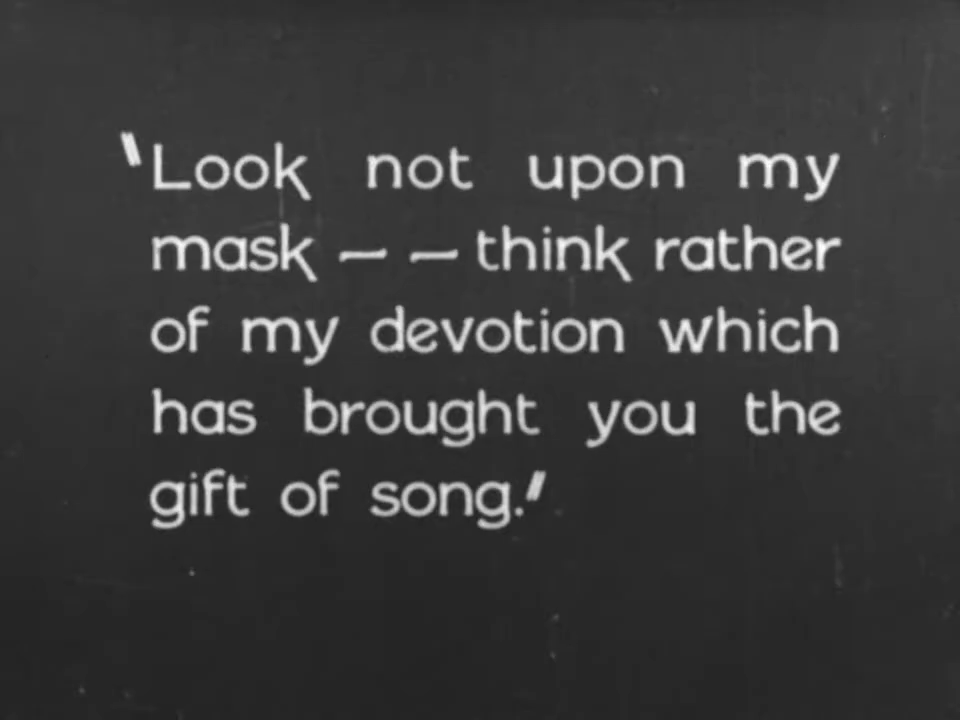 "Look not upon my
mask — — think rather
of my devotion which
has brought you the
gift of song."